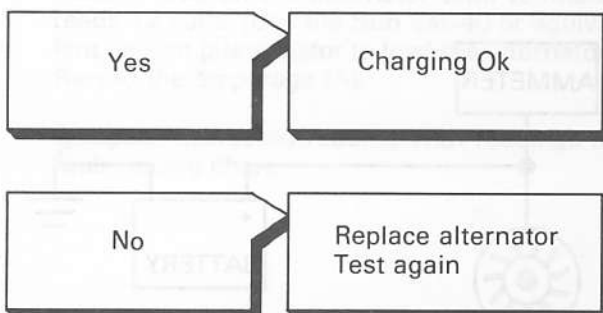 Yes
Charging Ok
No
Replace alternator
Test again